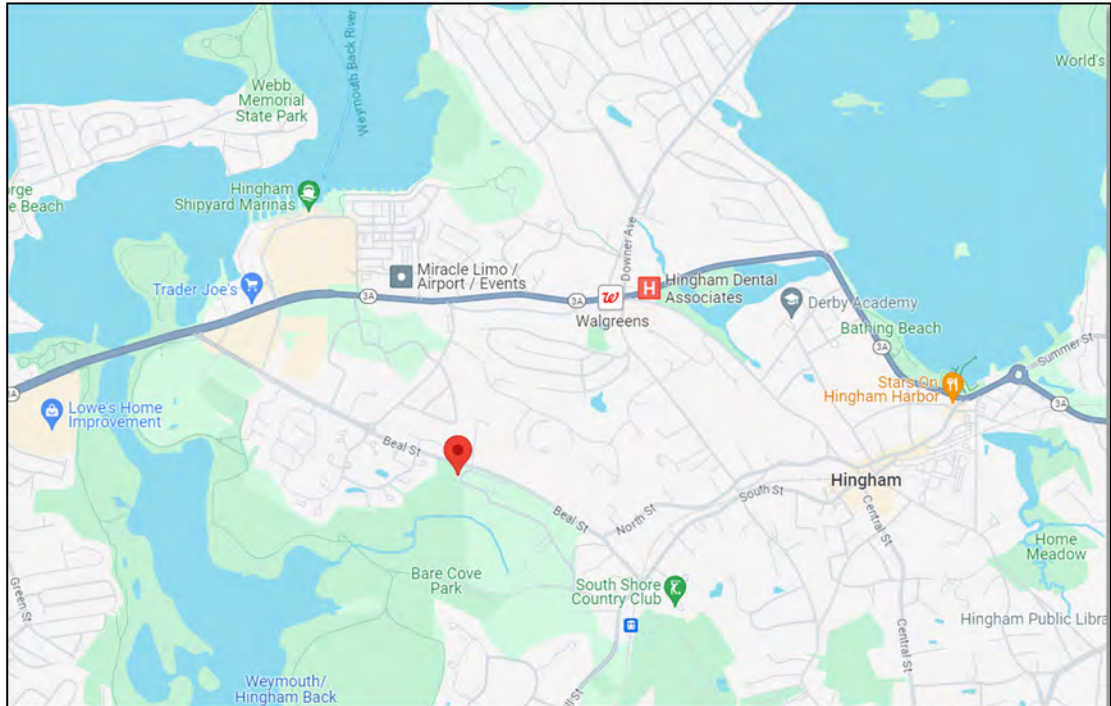 World's
Webb
Memorial
State Park
Weymouth Back River
Hingham
Shipyard Marinas
orge
e Beach
Downer Ave
Miracle Limo /
Airport / Events
Hingham Dental
Associates
H
Trader Joe's
3A
3A
W
Walgreens
Derby Academy
Bathing Beach
3A
Summer St
Stars On
Hingham Harbor
3A
3A
Lowe's Home
Improvement
Beal St
Hingham
South St
North St
Beal St
Central St
Home
Meadow
Bare Cove
Park
South Shore
Country Club
Green St
Hingham Public Libra
Central St
Weymouth/
Hingham Back
ll St